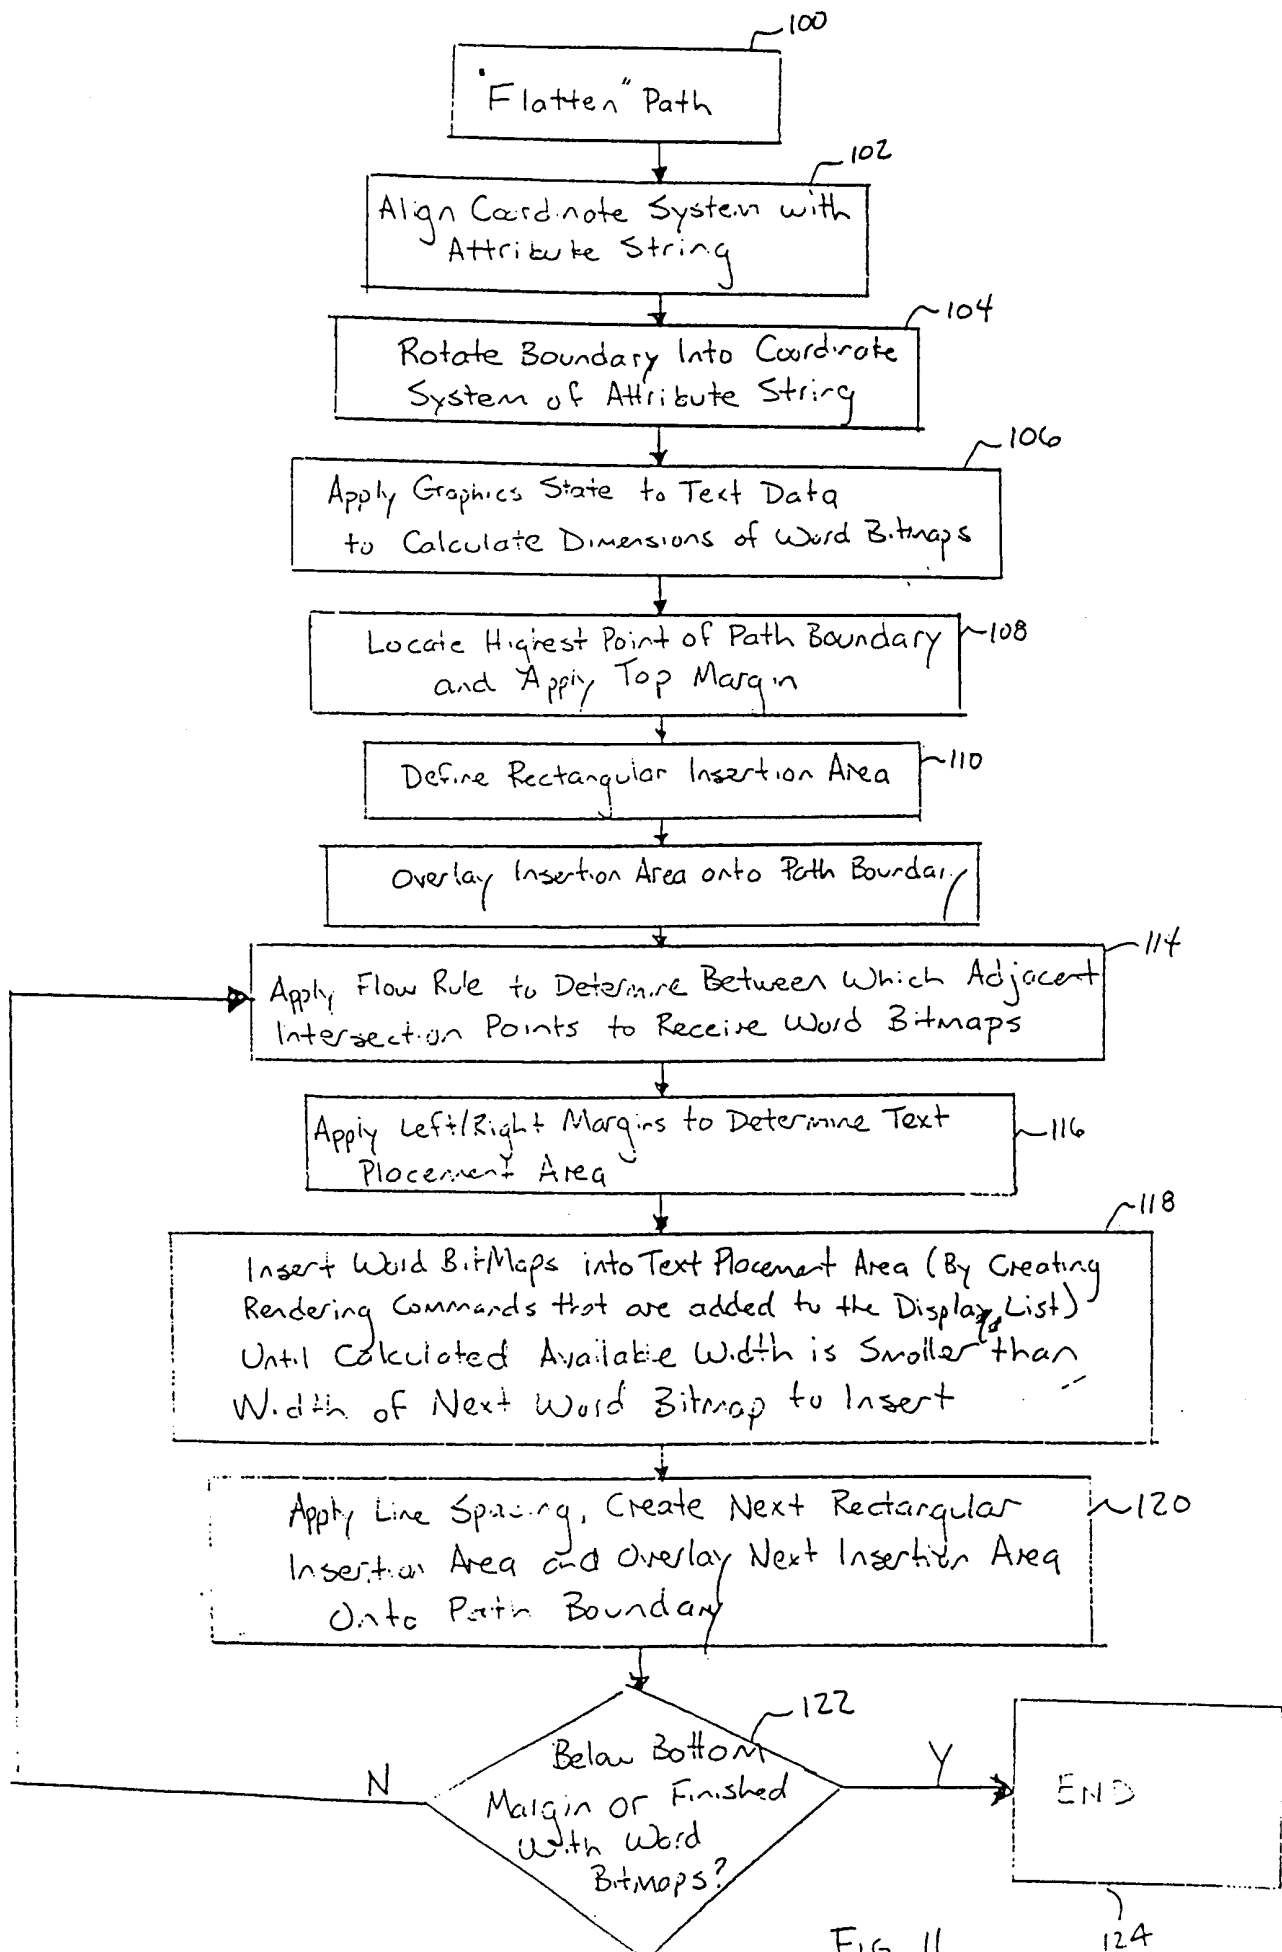 100
"Flatten" Path
102
Align Coordinate System with
Attribute String
104
Rotate Boundary Into Coordinate
System of Attribute String
106
Apply Graphics State to Text Data
to Calculate Dimensions of Word Bitmaps
Locate Highest Point of Path Boundary
108
and Apply Top Margin
Define Rectangular Insertion Area
110
Overlay Insertion Area onto Path Boundary
114
Apply Flow Rule to Determine Between Which Adjacent
Intersection Points to Receive Word Bitmaps
Apply Left/Right Margins to Determine Text
116
Placement Area
118
Insert Word BitMaps into Text Placement Area (By Creating
Rendering Commands that are added to the Display List)
Until Calculated Available Width is Smaller than
Width of Next Word Bitmap to Insert
Apply Line Spacing, Create Next Rectangular
120
Insertion Area and Overlay Next Insertion Area
Onto Path Boundary
122
Below Bottom
Margin or Finished
With Word
Bitmaps?
N
Y
END
124
FIG. 11